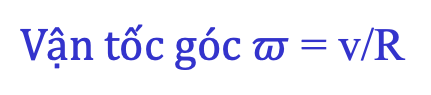 Vận tốc góc ϖ = v/R